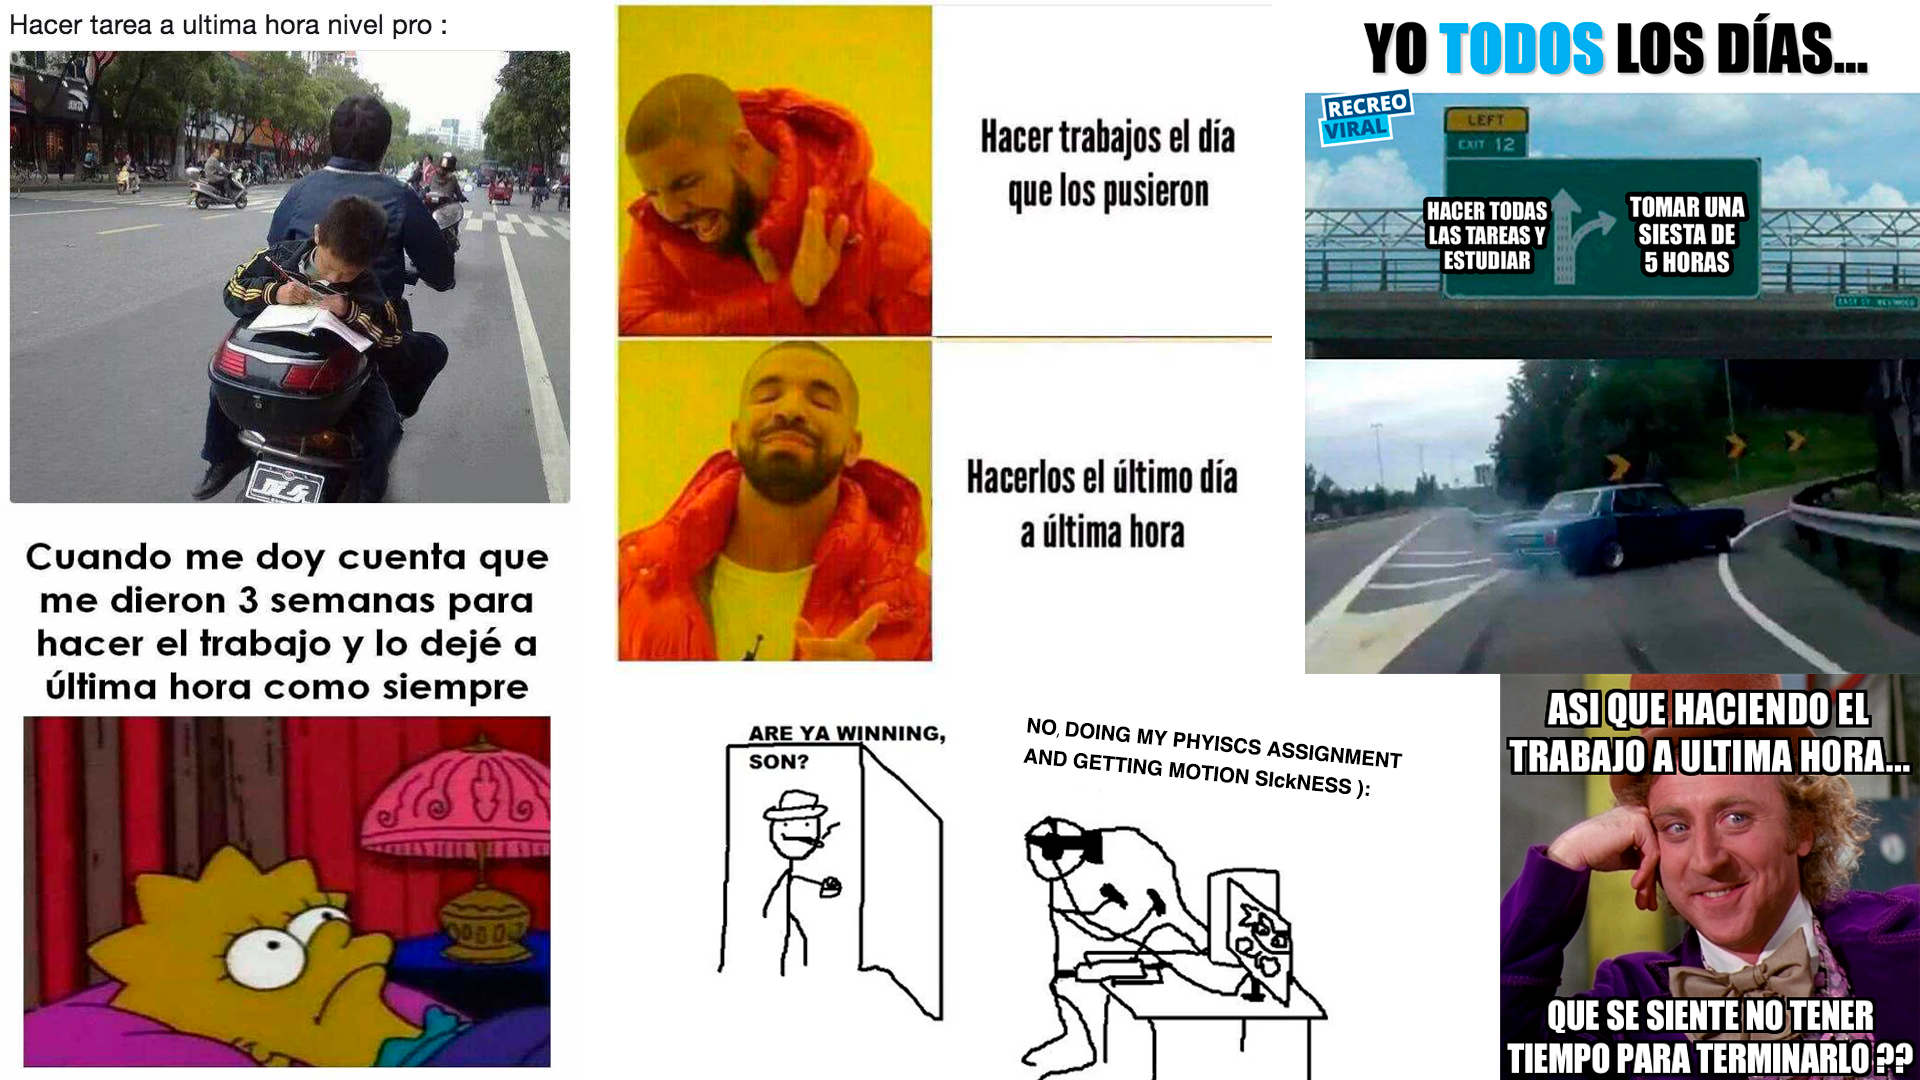 Hacer tarea a ultima hora nivel pro :
Cuando me doy cuenta que
me dieron 3 semanas para
hacer el trabajo y lo dejé a
última hora como siempre
Hacer trabajos el día
que los pusieron
Hacerlos el último día
a última hora
ARE YA WINNING,
SON?
NO, DOING MY PHYISCS ASSIGNMENT
AND GETTING MOTION SIckNESS ):
YO TODOS LOS DÍAS...
RECREO
VIRAL
LEFT
EXIT 12
HACER TODAS
LAS TAREAS Y
ESTUDIAR
TOMAR UNA
SIESTA DE
5 HORAS
ASI QUE HACIENDO EL
TRABAJO A ULTIMA HORA...
QUE SE SIENTE NO TENER
TIEMPO PARA TERMINARLO ??